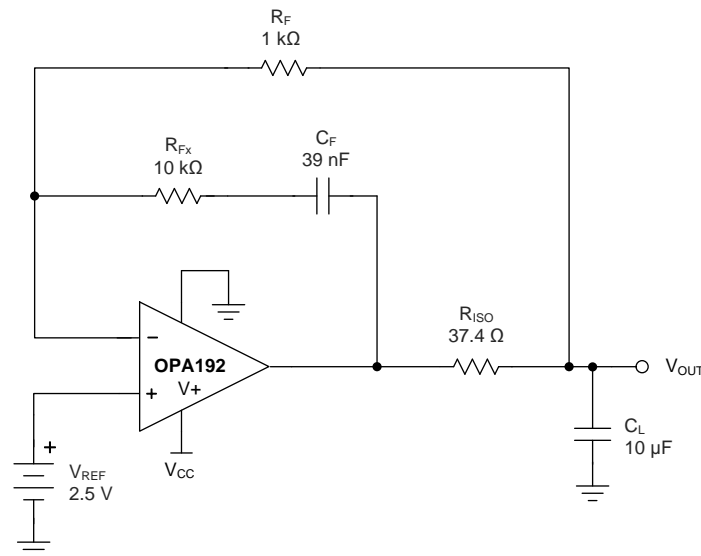 RF
1 kΩ
RFx
10 kΩ
CF
39 nF
RISO
37.4 Ω
OPA192
V+
VOUT
CL
10 µF
+
VREF
2.5 V
VCC